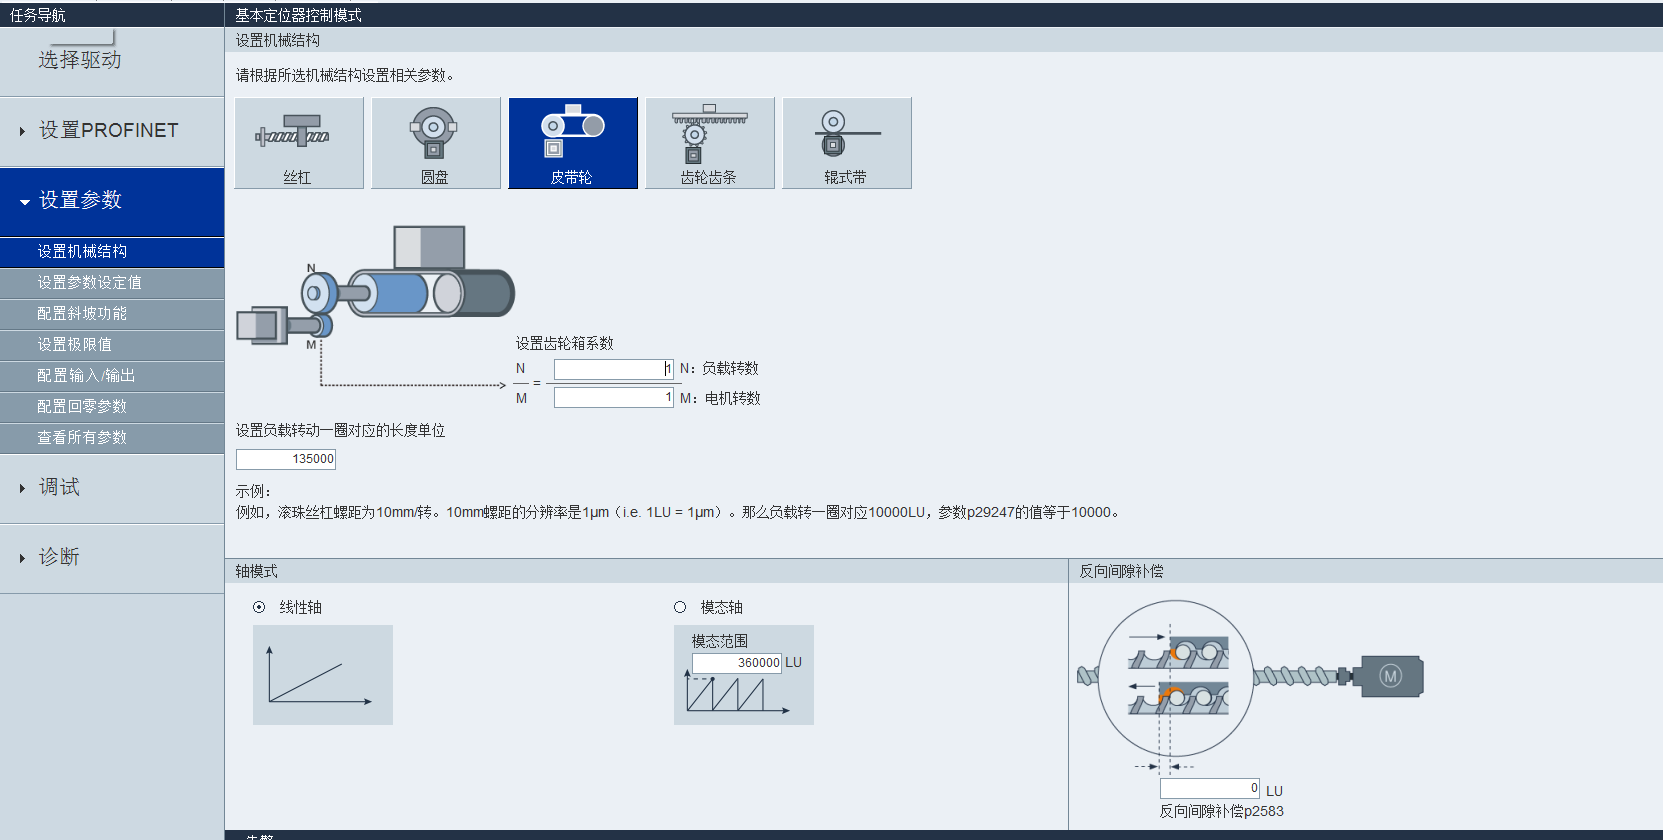 任务导航
基本定位器控制模式
选择驱动
设置PROFINET
设置参数
设置机械结构
设置参数设定值
配置斜坡功能
设置极限值
配置输入/输出
配置回零参数
查看所有参数
调试
诊断
设置机械结构
请根据所选机械结构设置相关参数。
丝杠
圆盘
皮带轮
齿轮齿条
辊式带
N
M
设置齿轮箱系数
N
=
1
N：负载转数
M
1
M：电机转数
设置负载转动一圈对应的长度单位
135000
示例：
例如，滚珠丝杠螺距为10mm/转。10mm螺距的分辨率是1μm（i.e. 1LU = 1μm）。那么负载转一圈对应10000LU，参数p29247的值等于10000。
轴模式
线性轴
模态轴
模态范围
360000 LU
反向间隙补偿
M
0 LU
反向间隙补偿p2583